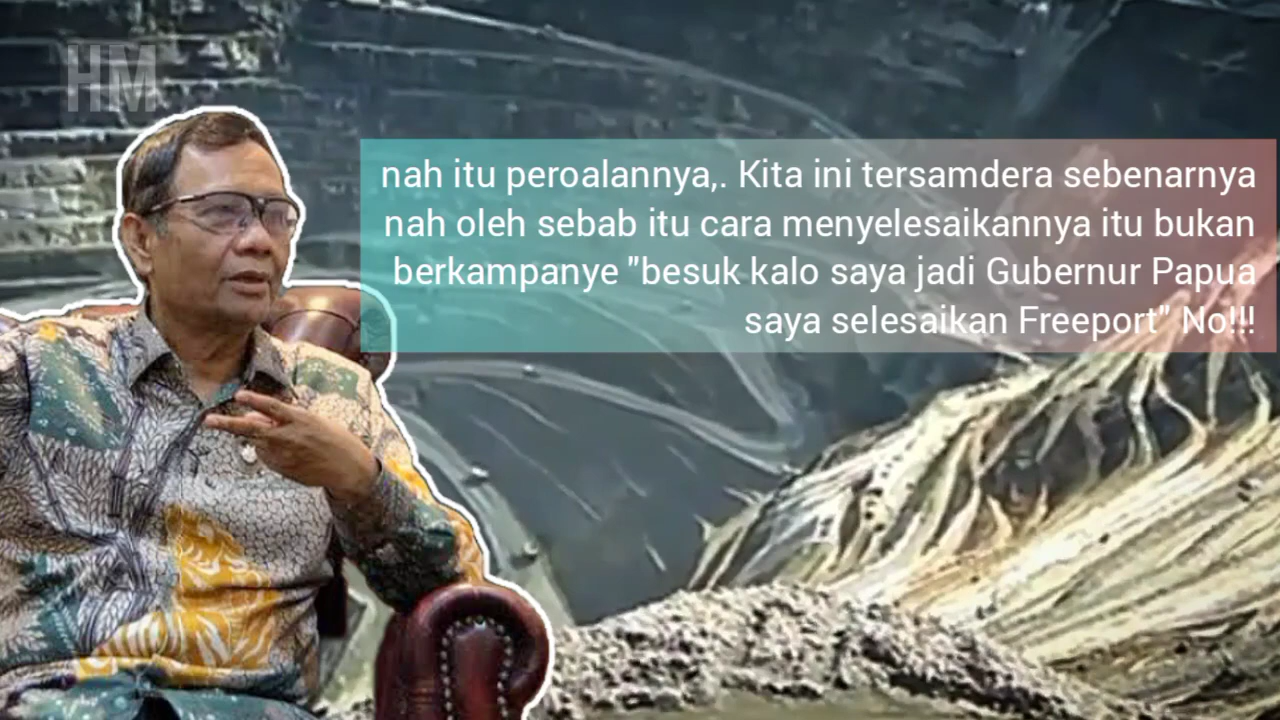 HM
nah itu peroalannya,. Kita ini tersamdera sebenarnya
nah oleh sebab itu cara menyelesaikannya itu bukan
berkampanye "besuk kalo saya jadi Gubernur Papua
saya selesaikan Freeport" No!!!